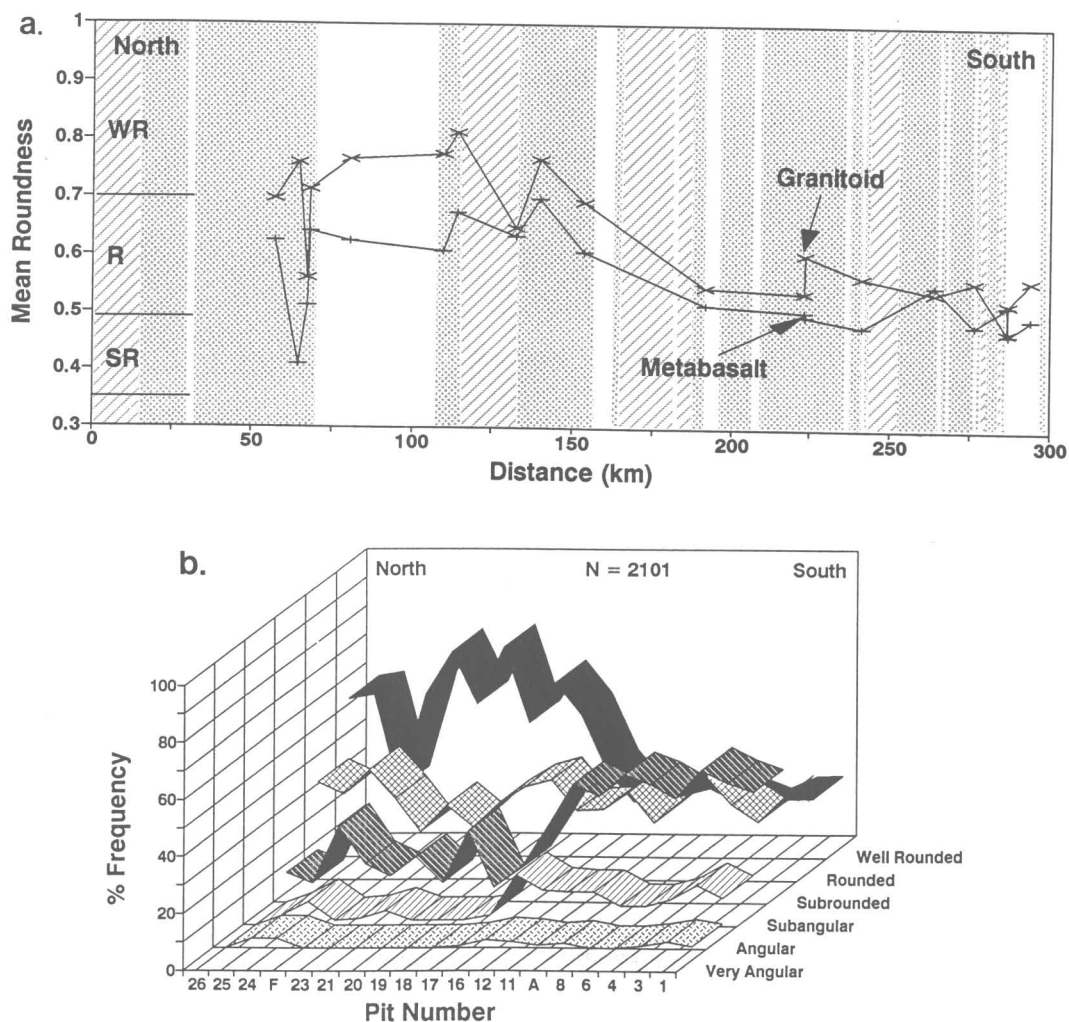 a.
1
North
South
0.9
WR
0.8
Granitoid
0.7
R
0.6
0.5
SR
0.4
Metabasalt
0.3
Mean Roundness
0 50 100 150 200 250 300
Distance (km)
b.
North N = 2101 South
100
80
60
40
20
0
% Frequency
Well Rounded
Rounded
Subrounded
Subangular
Angular
Very Angular
26 25 24 F 23 21 20 19 18 17 16 12 11 A 8 6 4 3 1
Pit Number